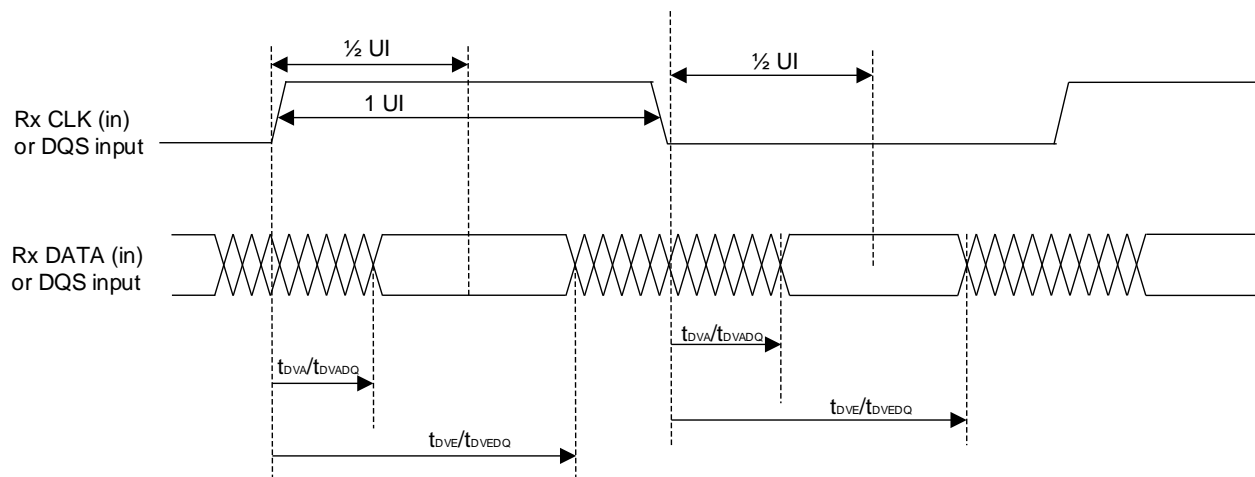 ½ UI
½ UI
1 UI
Rx CLK (in)
or DQS input
Rx DATA (in)
or DQS input
tDVA/tDVADQ
tDVA/tDVADQ
tDVE/tDVEDQ
tDVE/tDVEDQ